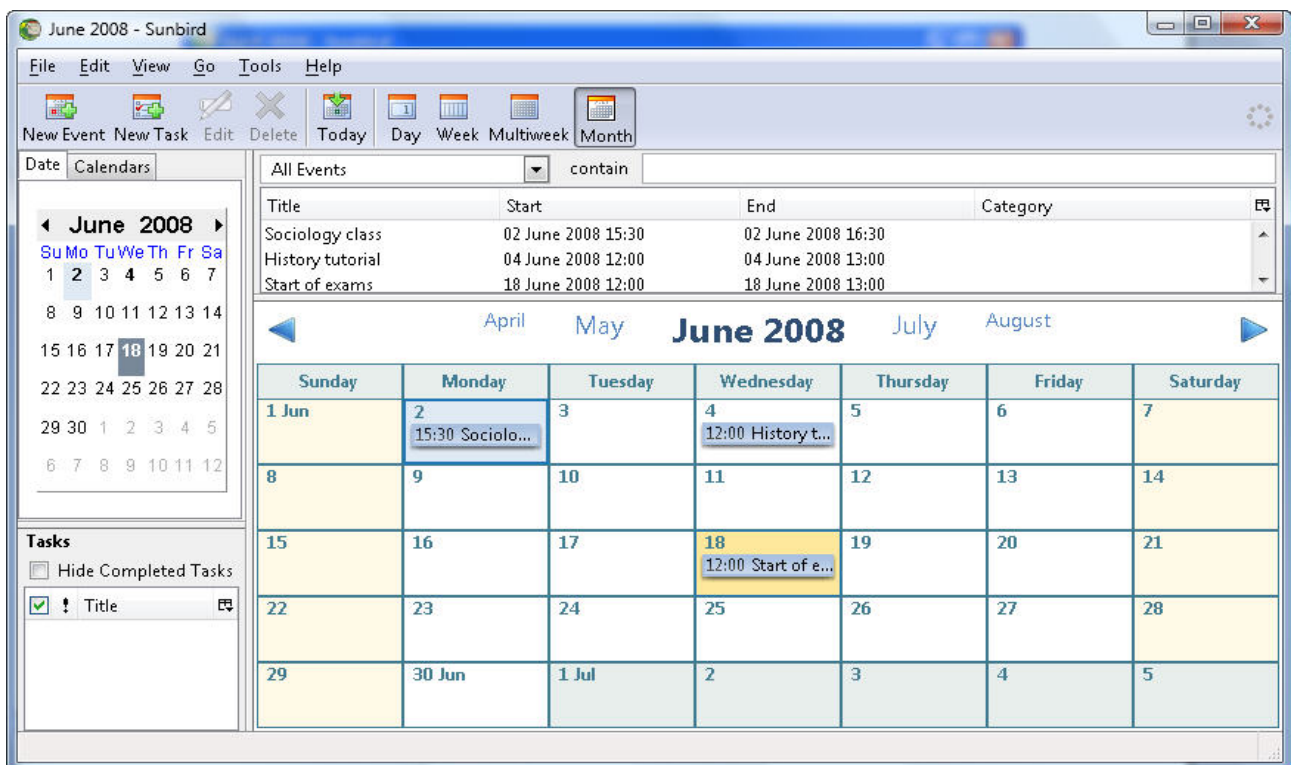 June 2008 - Sunbird
File Edit View Go Tools Help
New Event New Task Edit Delete Today Day Week Multiweek Month
Date Calendars
June 2008
Su Mo Tu We Th Fr Sa
1 2 3 4 5 6 7
8 9 10 11 12 13 14
15 16 17 18 19 20 21
22 23 24 25 26 27 28
29 30 1 2 3 4 5
6 7 8 9 10 11 12
Tasks
Hide Completed Tasks
! Title
All Events contain
Title Start End Category
Sociology class 02 June 2008 15:30 02 June 2008 16:30
History tutorial 04 June 2008 12:00 04 June 2008 13:00
Start of exams 18 June 2008 12:00 18 June 2008 13:00
April May June 2008 July August
Sunday Monday Tuesday Wednesday Thursday Friday Saturday
1 Jun 2 3 4 5 6 7
15:30 Sociolo... 12:00 History t...
8 9 10 11 12 13 14
15 16 17 18 19 20 21
12:00 Start of e...
22 23 24 25 26 27 28
29 30 Jun 1 Jul 2 3 4 5